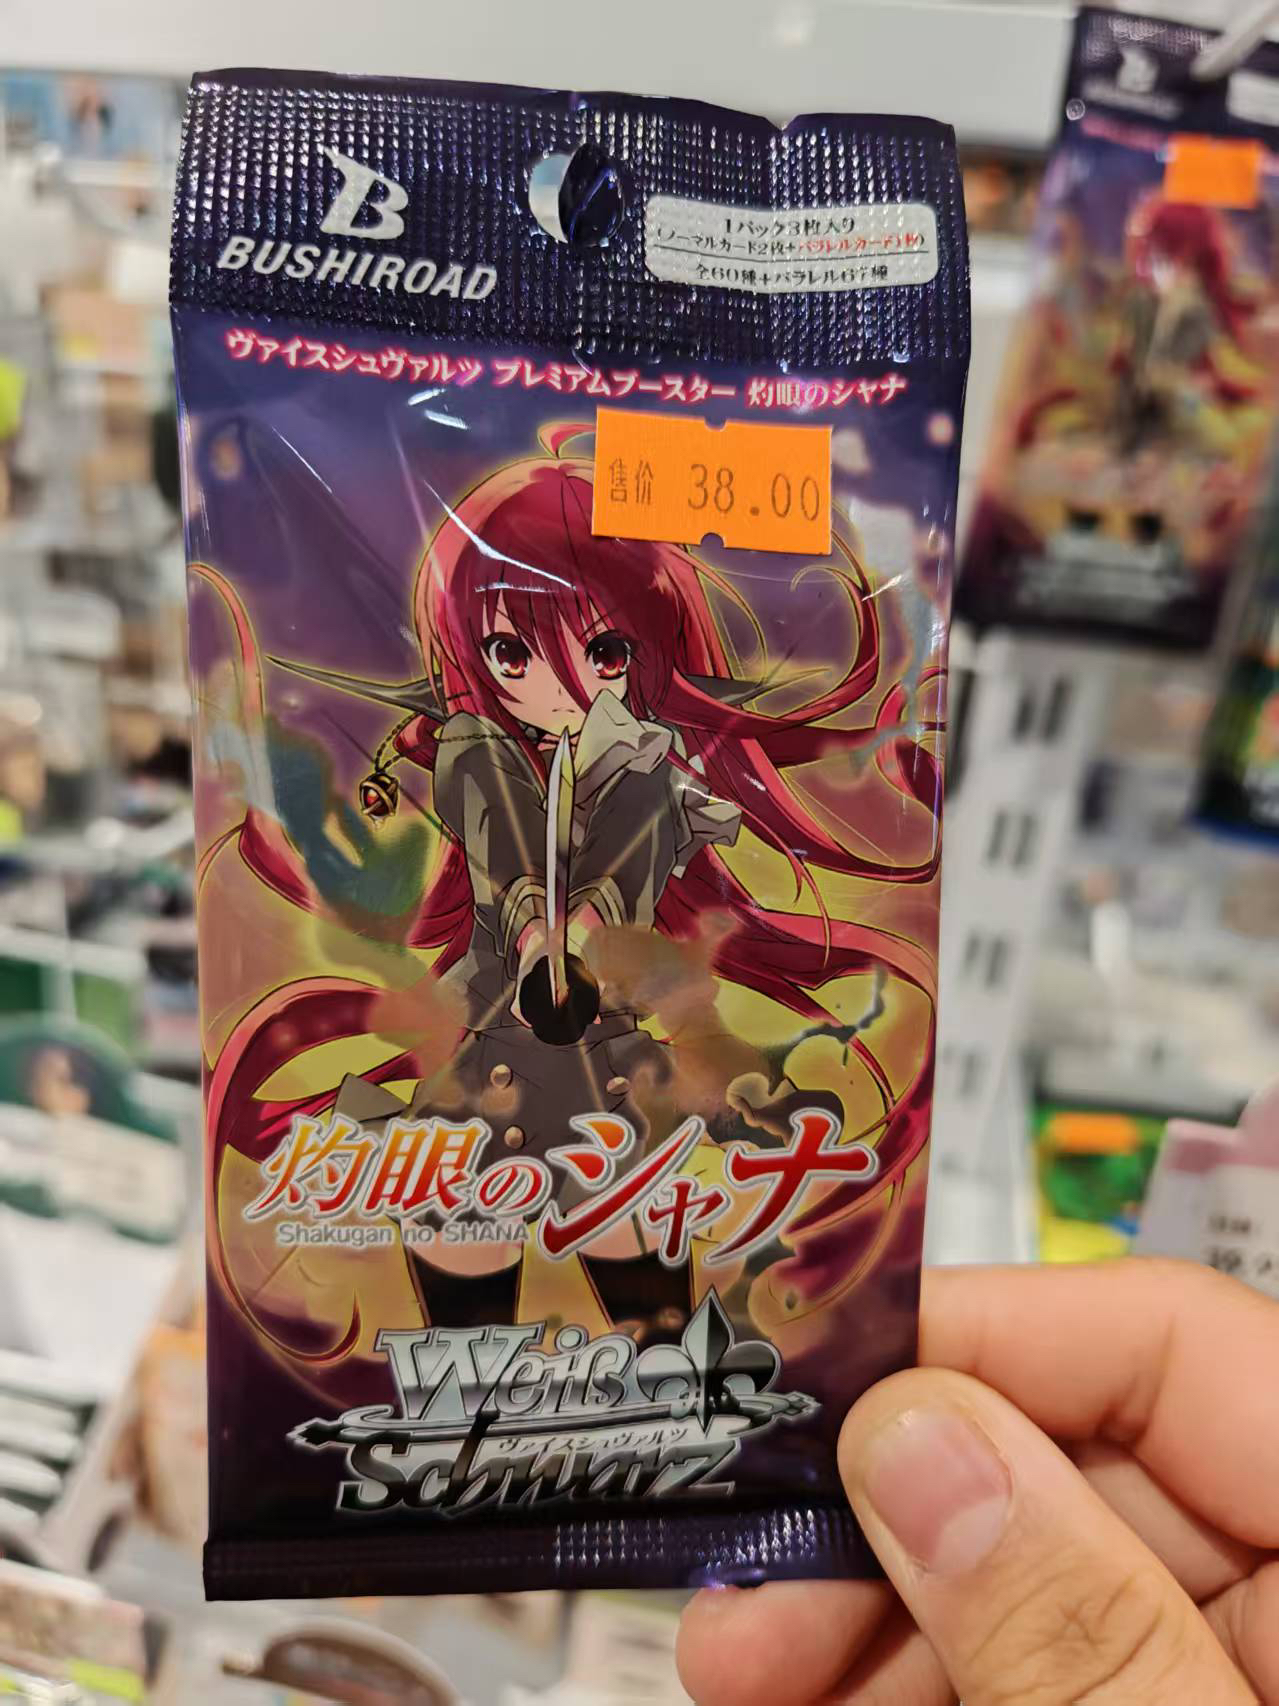 BUSHIROAD
1パック3枚入り
(ノーマルカード2枚+パラレルカード1枚)
全60種+パラレル67種
ヴァイスシュヴァルツ プレミアムブースター 灼眼のシャナ
售价 38.00
灼眼のシャナ
Shakugan no SHANA
Weiß
ヴァイスシュヴァルツ
Schwarz